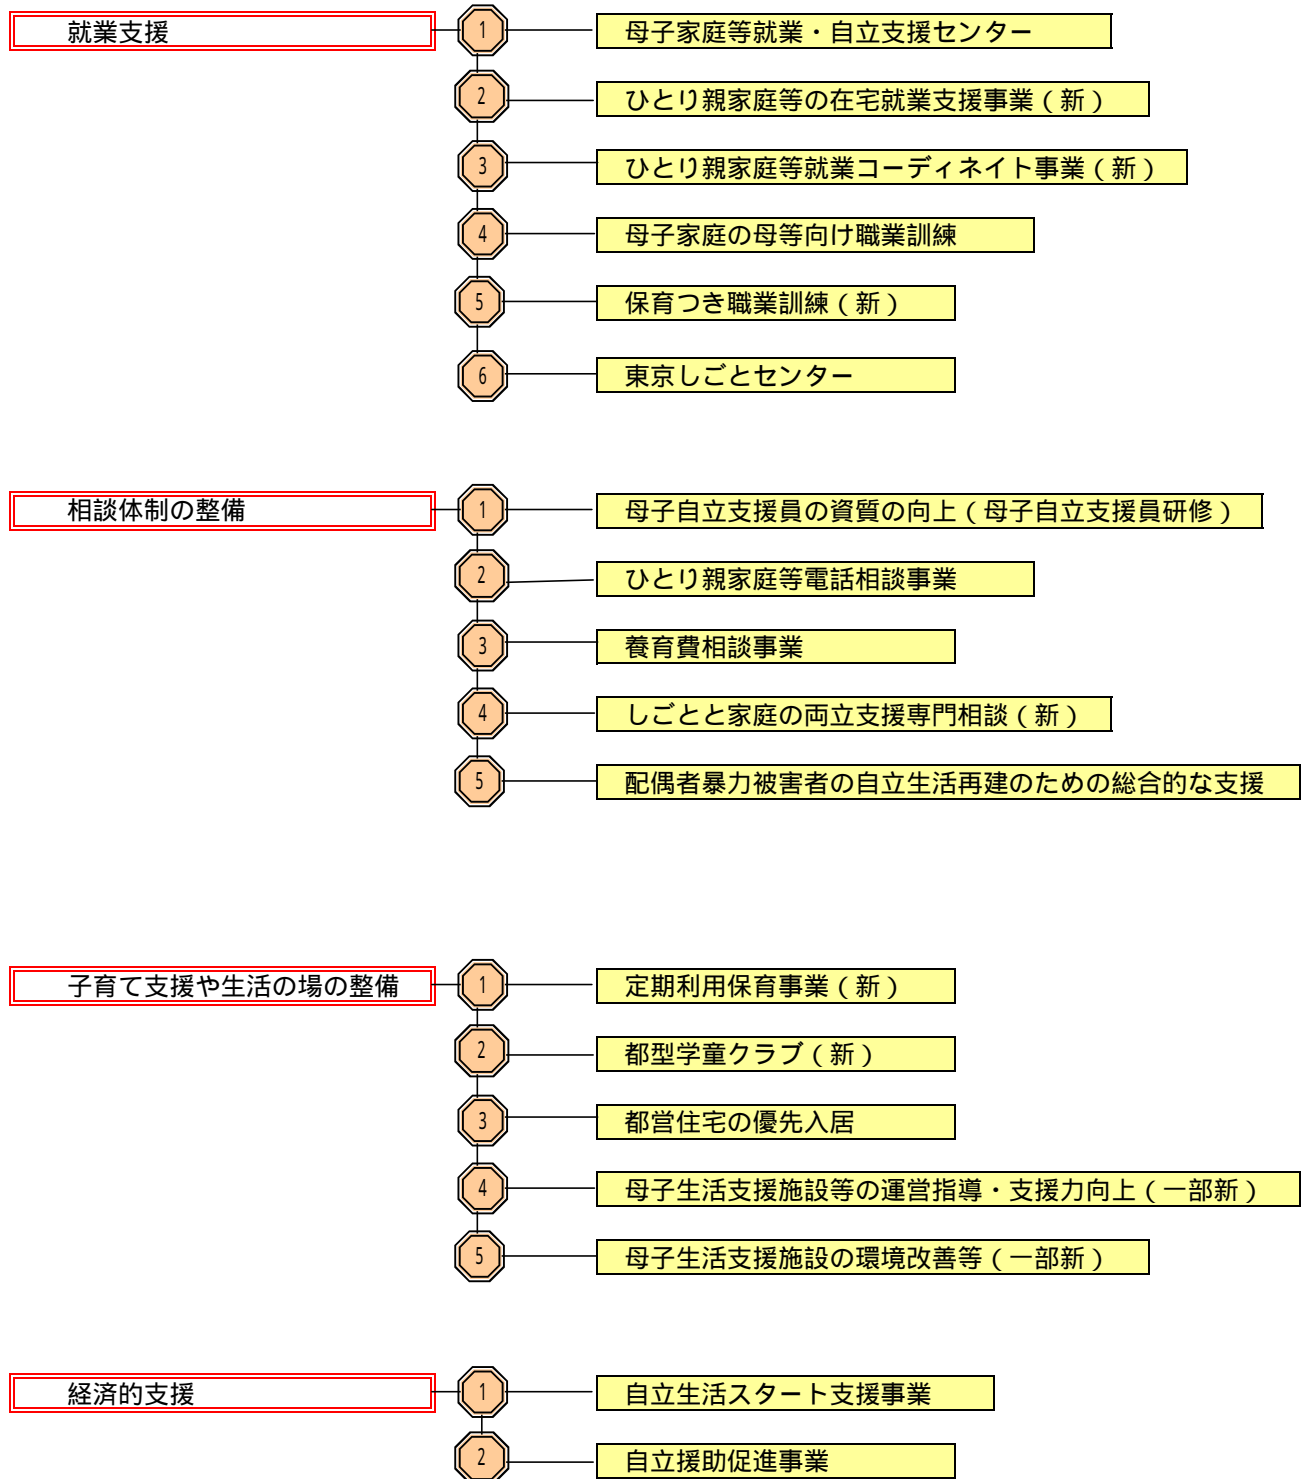 就業支援
1 母子家庭等就業・自立支援センター
2 ひとり親家庭等の在宅就業支援事業(新)
3 ひとり親家庭等就業コーディネイト事業(新)
4 母子家庭の母等向け職業訓練
5 保育つき職業訓練(新)
6 東京しごとセンター
相談体制の整備
1 母子自立支援員の資質の向上(母子自立支援員研修)
2 ひとり親家庭等電話相談事業
3 養育費相談事業
4 しごとと家庭の両立支援専門相談(新)
5 配偶者暴力被害者の自立生活再建のための総合的な支援
子育て支援や生活の場の整備
1 定期利用保育事業(新)
2 都型学童クラブ(新)
3 都営住宅の優先入居
4 母子生活支援施設等の運営指導・支援力向上(一部新)
5 母子生活支援施設の環境改善等(一部新)
経済的支援
1 自立生活スタート支援事業
2 自立援助促進事業